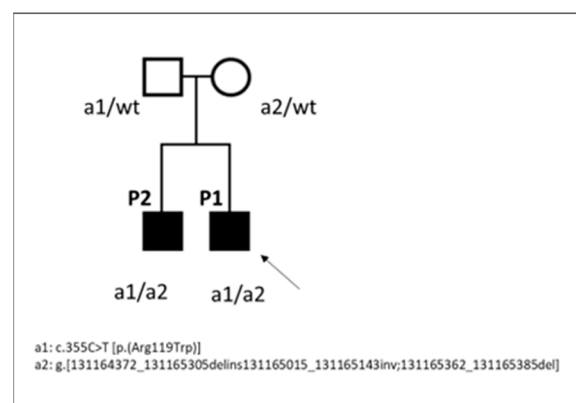 a1/wt a2/wt
P2 P1
a1/a2 a1/a2
a1: c.355C>T [p.(Arg119Trp)]
a2: g.[131164372_131165305delins131165015_131165143inv;131165362_131165385del]